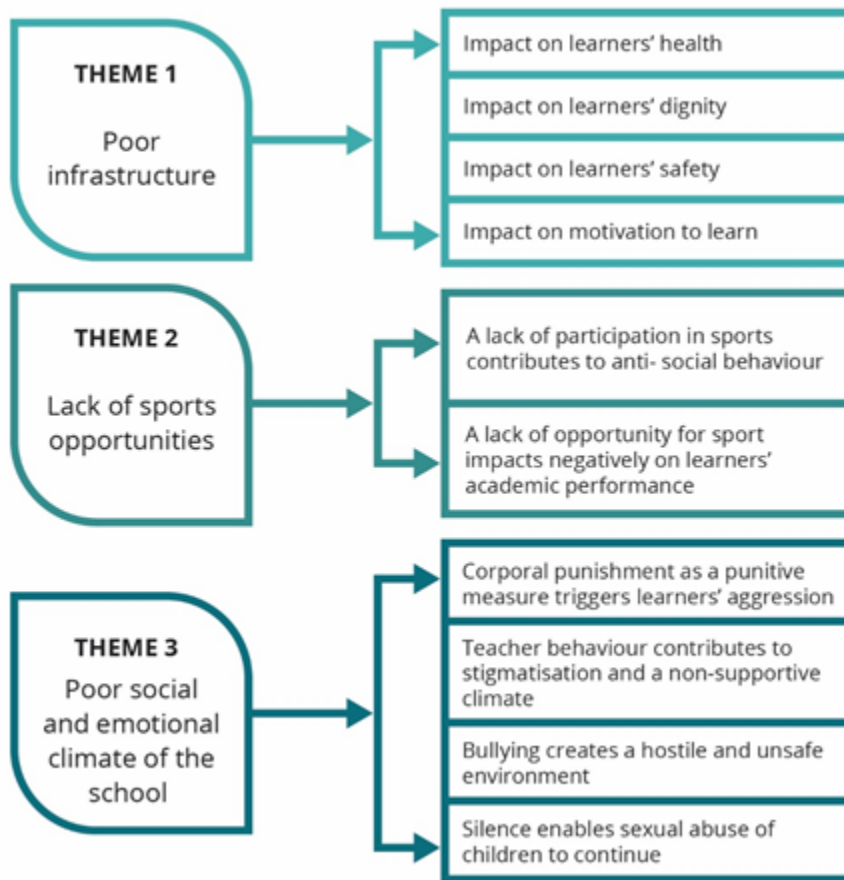 THEME 1
Poor
infrastructure
Impact on learners’ health
Impact on learners’ dignity
Impact on learners’ safety
Impact on motivation to learn
THEME 2
Lack of sports
opportunities
A lack of participation in sports
contributes to anti- social behaviour
A lack of opportunity for sport
impacts negatively on learners’
academic performance
THEME 3
Poor social
and emotional
climate of the
school
Corporal punishment as a punitive
measure triggers learners’ aggression
Teacher behaviour contributes to
stigmatisation and a non-supportive
climate
Bullying creates a hostile and unsafe
environment
Silence enables sexual abuse of
children to continue